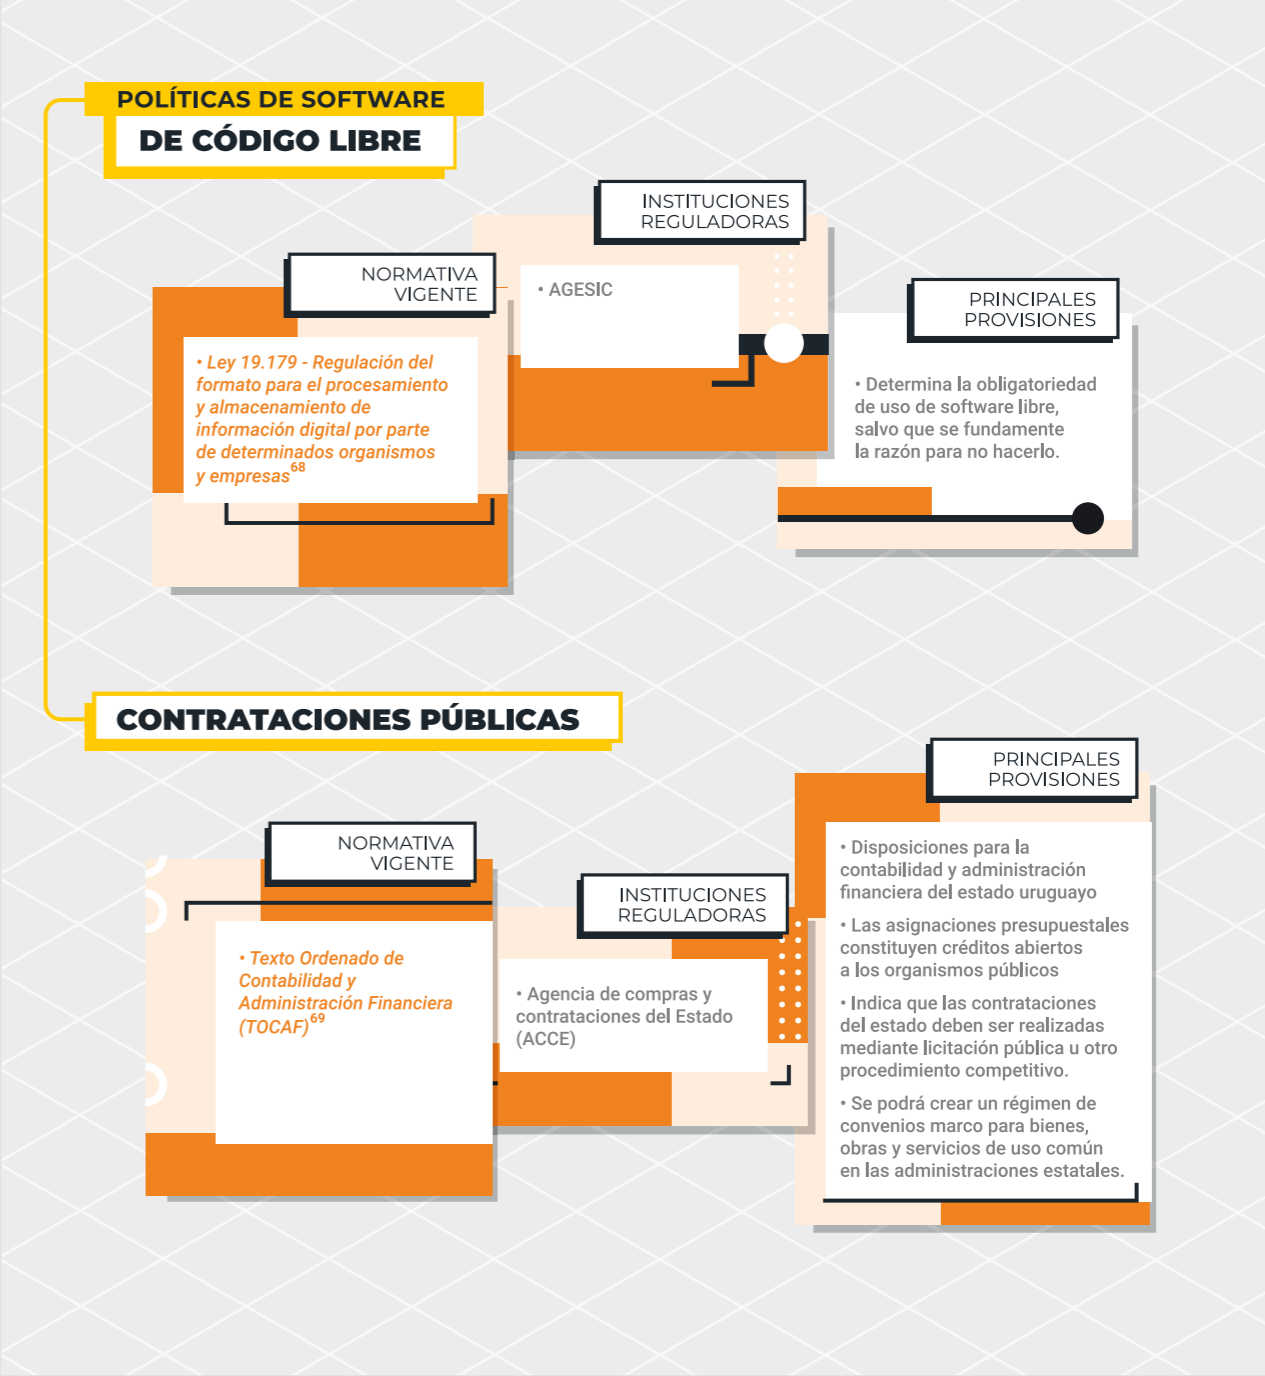 POLÍTICAS DE SOFTWARE
DE CÓDIGO LIBRE
NORMATIVA
VIGENTE
• Ley 19.179 - Regulación del
formato para el procesamiento
y almacenamiento de
información digital por parte
de determinados organismos
y empresas68
INSTITUCIONES
REGULADORAS
• AGESIC
PRINCIPALES
PROVISIONES
• Determina la obligatoriedad
de uso de software libre,
salvo que se fundamente
la razón para no hacerlo.
CONTRATACIONES PÚBLICAS
NORMATIVA
VIGENTE
• Texto Ordenado de
Contabilidad y
Administración Financiera
(TOCAF)69
INSTITUCIONES
REGULADORAS
• Agencia de compras y
contrataciones del Estado
(ACCE)
PRINCIPALES
PROVISIONES
• Disposiciones para la
contabilidad y administración
financiera del estado uruguayo
• Las asignaciones presupuestales
constituyen créditos abiertos
a los organismos públicos
• Indica que las contrataciones
del estado deben ser realizadas
mediante licitación pública u otro
procedimiento competitivo.
• Se podrá crear un régimen de
convenios marco para bienes,
obras y servicios de uso común
en las administraciones estatales.